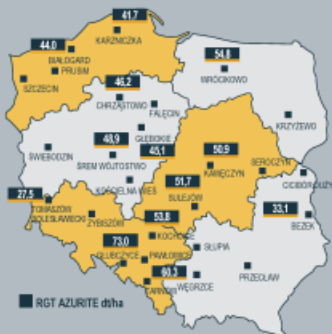 41,7
KARZNICZKA
44,0
BIAŁOGARD
PRUSIM
SZCZECIN
54,8
WRÓCIKOWO
46,2
CHRZĄSTOWO
FALĘCIN
KRZYŻEWO
GŁĘBOKIE
48,9
45,1
ŚWIEBODZIN
ŚREM WÓJTOSTWO
50,9
KAWĘCZYN
SEROCZYN
CICIBÓR DUŻY
KOŚCIELNA WIEŚ
27,5
TOMASZÓW
BOLESŁAWIECKI
ZYBISZÓW
51,7
SULEJÓW
33,1
BEZEK
53,8
KOCHCICE
73,0
GŁUBCZYCE
PAWŁOWICE
SŁUPIA
60,3
WĘGRZCE
PRZECŁAW
TARNÓW
RGT AZURITE dt/ha